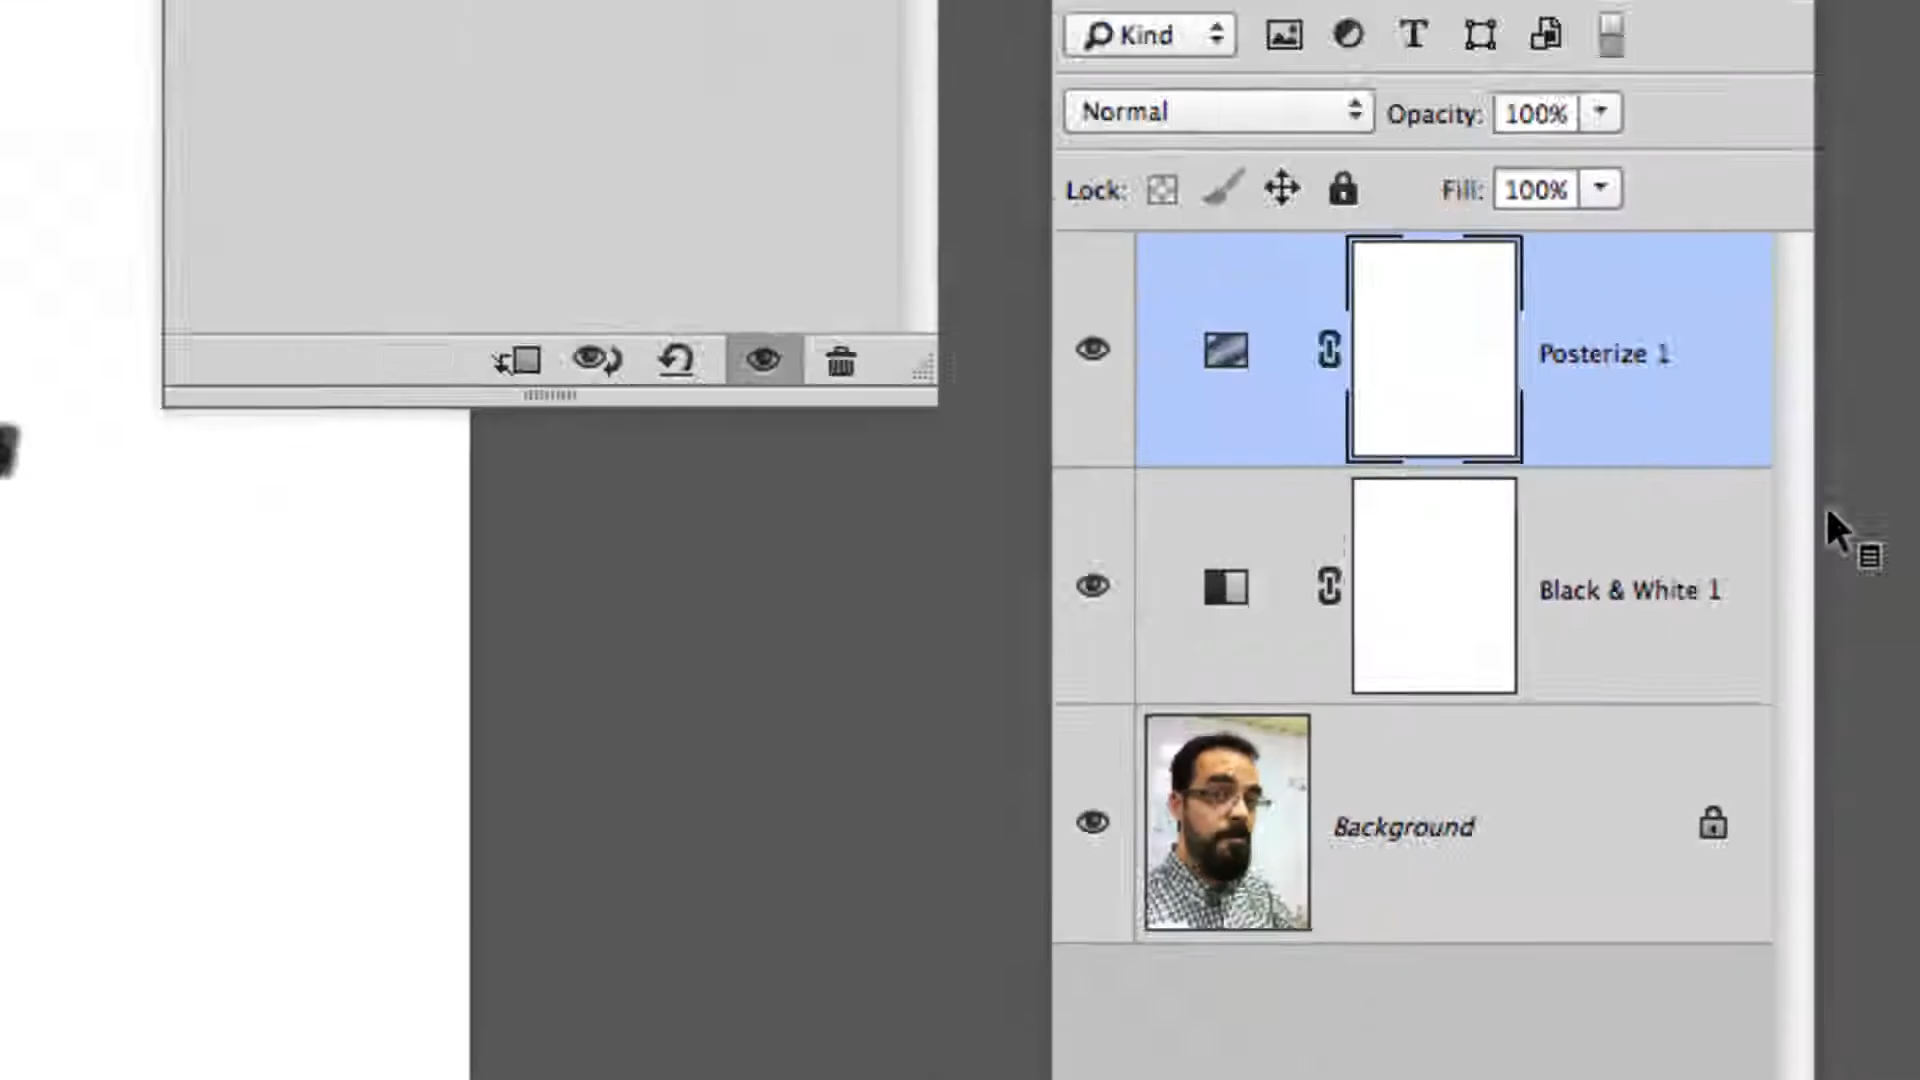 Kind
Normal Opacity: 100%
Lock: Fill: 100%
Posterize 1
Black & White 1
Background